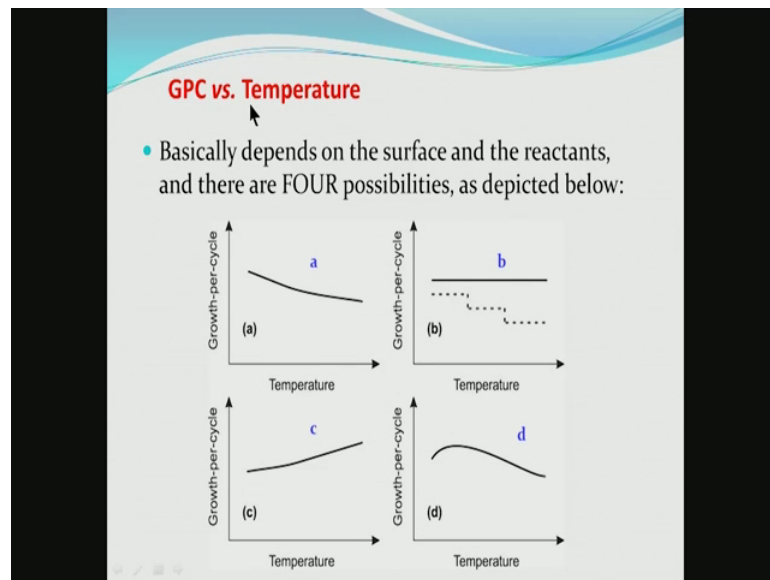 GPC vs. Temperature
• Basically depends on the surface and the reactants,
and there are FOUR possibilities, as depicted below:
Growth-per-cycle
a
(a)
Temperature
Growth-per-cycle
b
(b)
Temperature
Growth-per-cycle
c
(c)
Temperature
Growth-per-cycle
d
(d)
Temperature